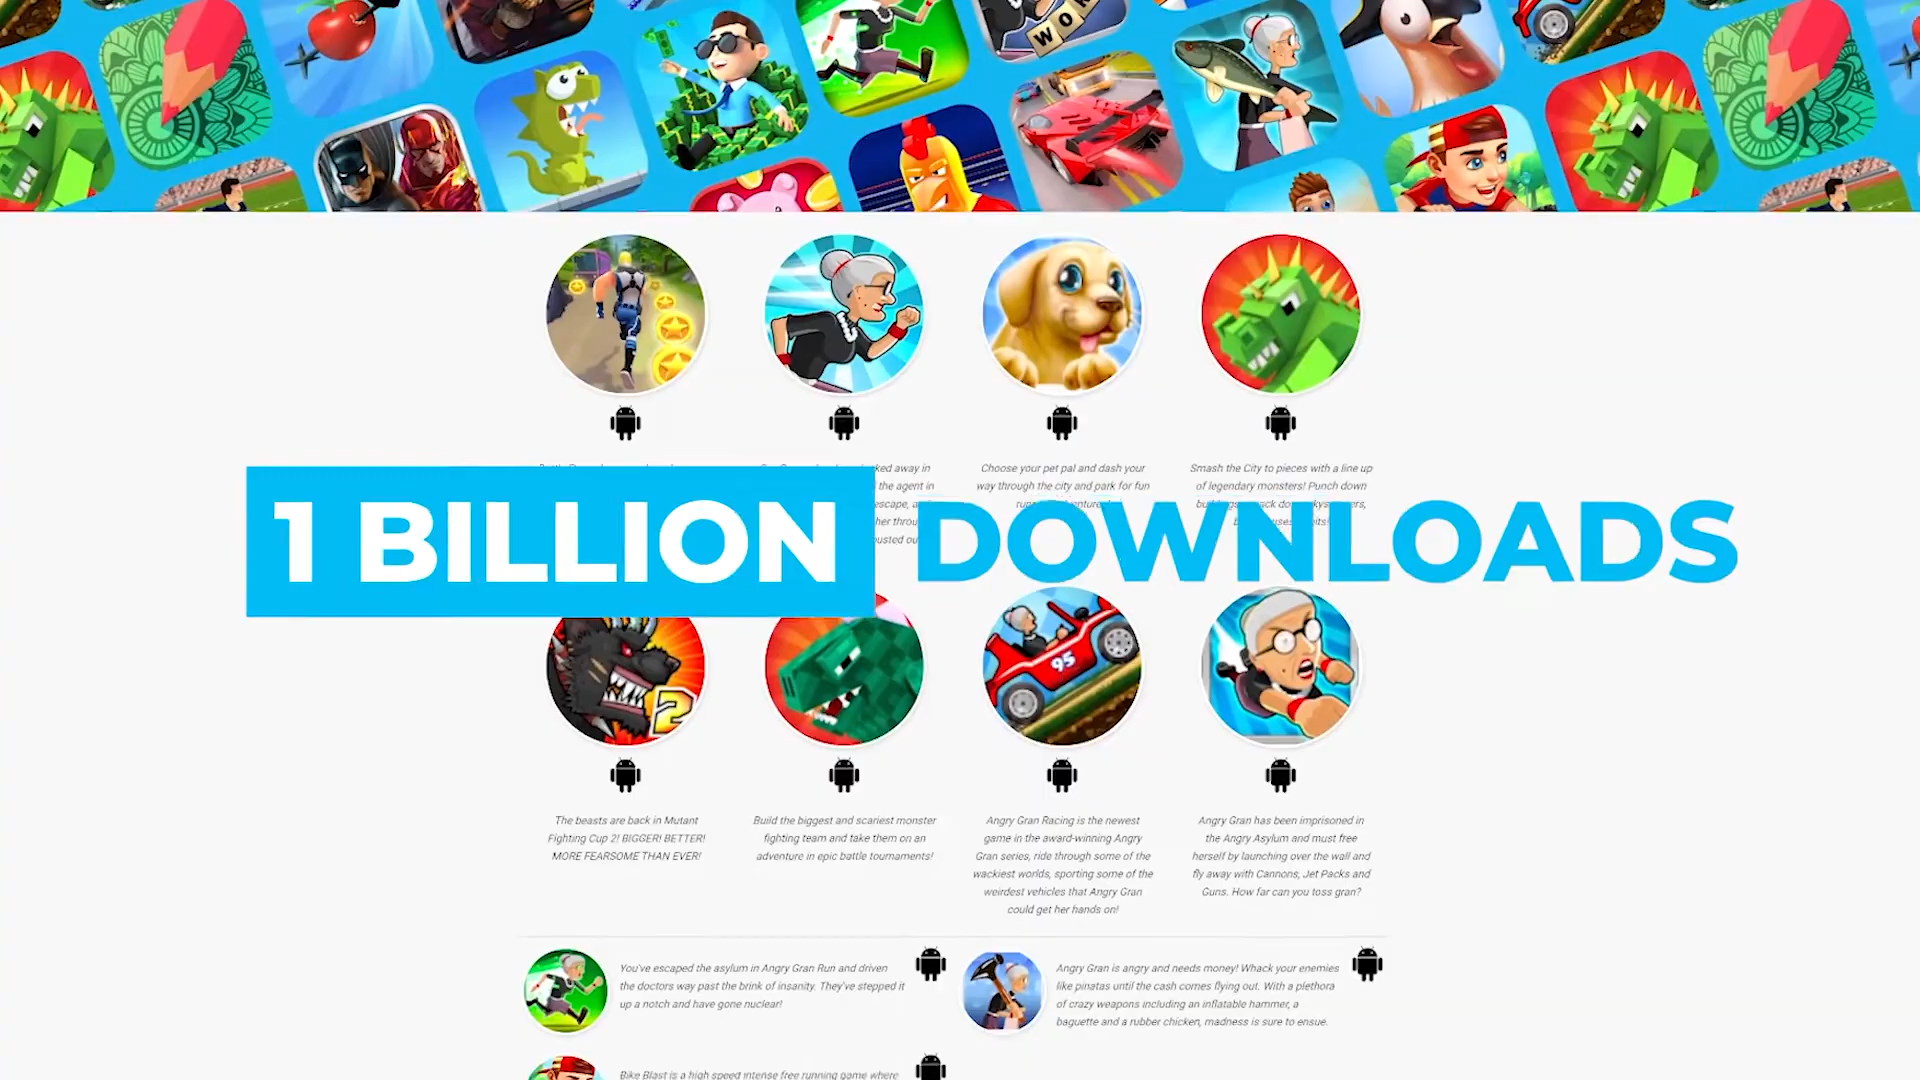 WOR
Choose your pet pal and dash your
way through the city and park for fun
Smash the City to pieces with a line up
of legendary monsters! Punch down
away in
the agent in
escape,
1 BILLION DOWNLOADS
95
2
The beasts are back in Mutant
Fighting Cup 2! BIGGER! BETTER!
MORE FEARSOME THAN EVER!
Build the biggest and scariest monster
fighting team and take them on an
adventure in epic battle tournaments!
Angry Gran Racing is the newest
game in the award-winning Angry
Gran series, ride through some of the
wackiest worlds, sporting some of the
weirdest vehicles that Angry Gran
could get her hands on!
Angry Gran has been imprisoned in
the Angry Asylum and must free
herself by launching over the wall and
fly away with Cannons, Jet Packs and
Guns. How far can you toss gran?
You've escaped the asylum in Angry Gran Run and driven
the doctors way past the brink of insanity. They've stepped it
up a notch and have gone nuclear!
Angry Gran is angry and needs money! Whack your enemies
like pinatas until the cash comes flying out. With a plethora
of crazy weapons including an inflatable hammer, a
baguette and a rubber chicken, madness is sure to ensue.
Bike Blast is a high speed intense free running game where